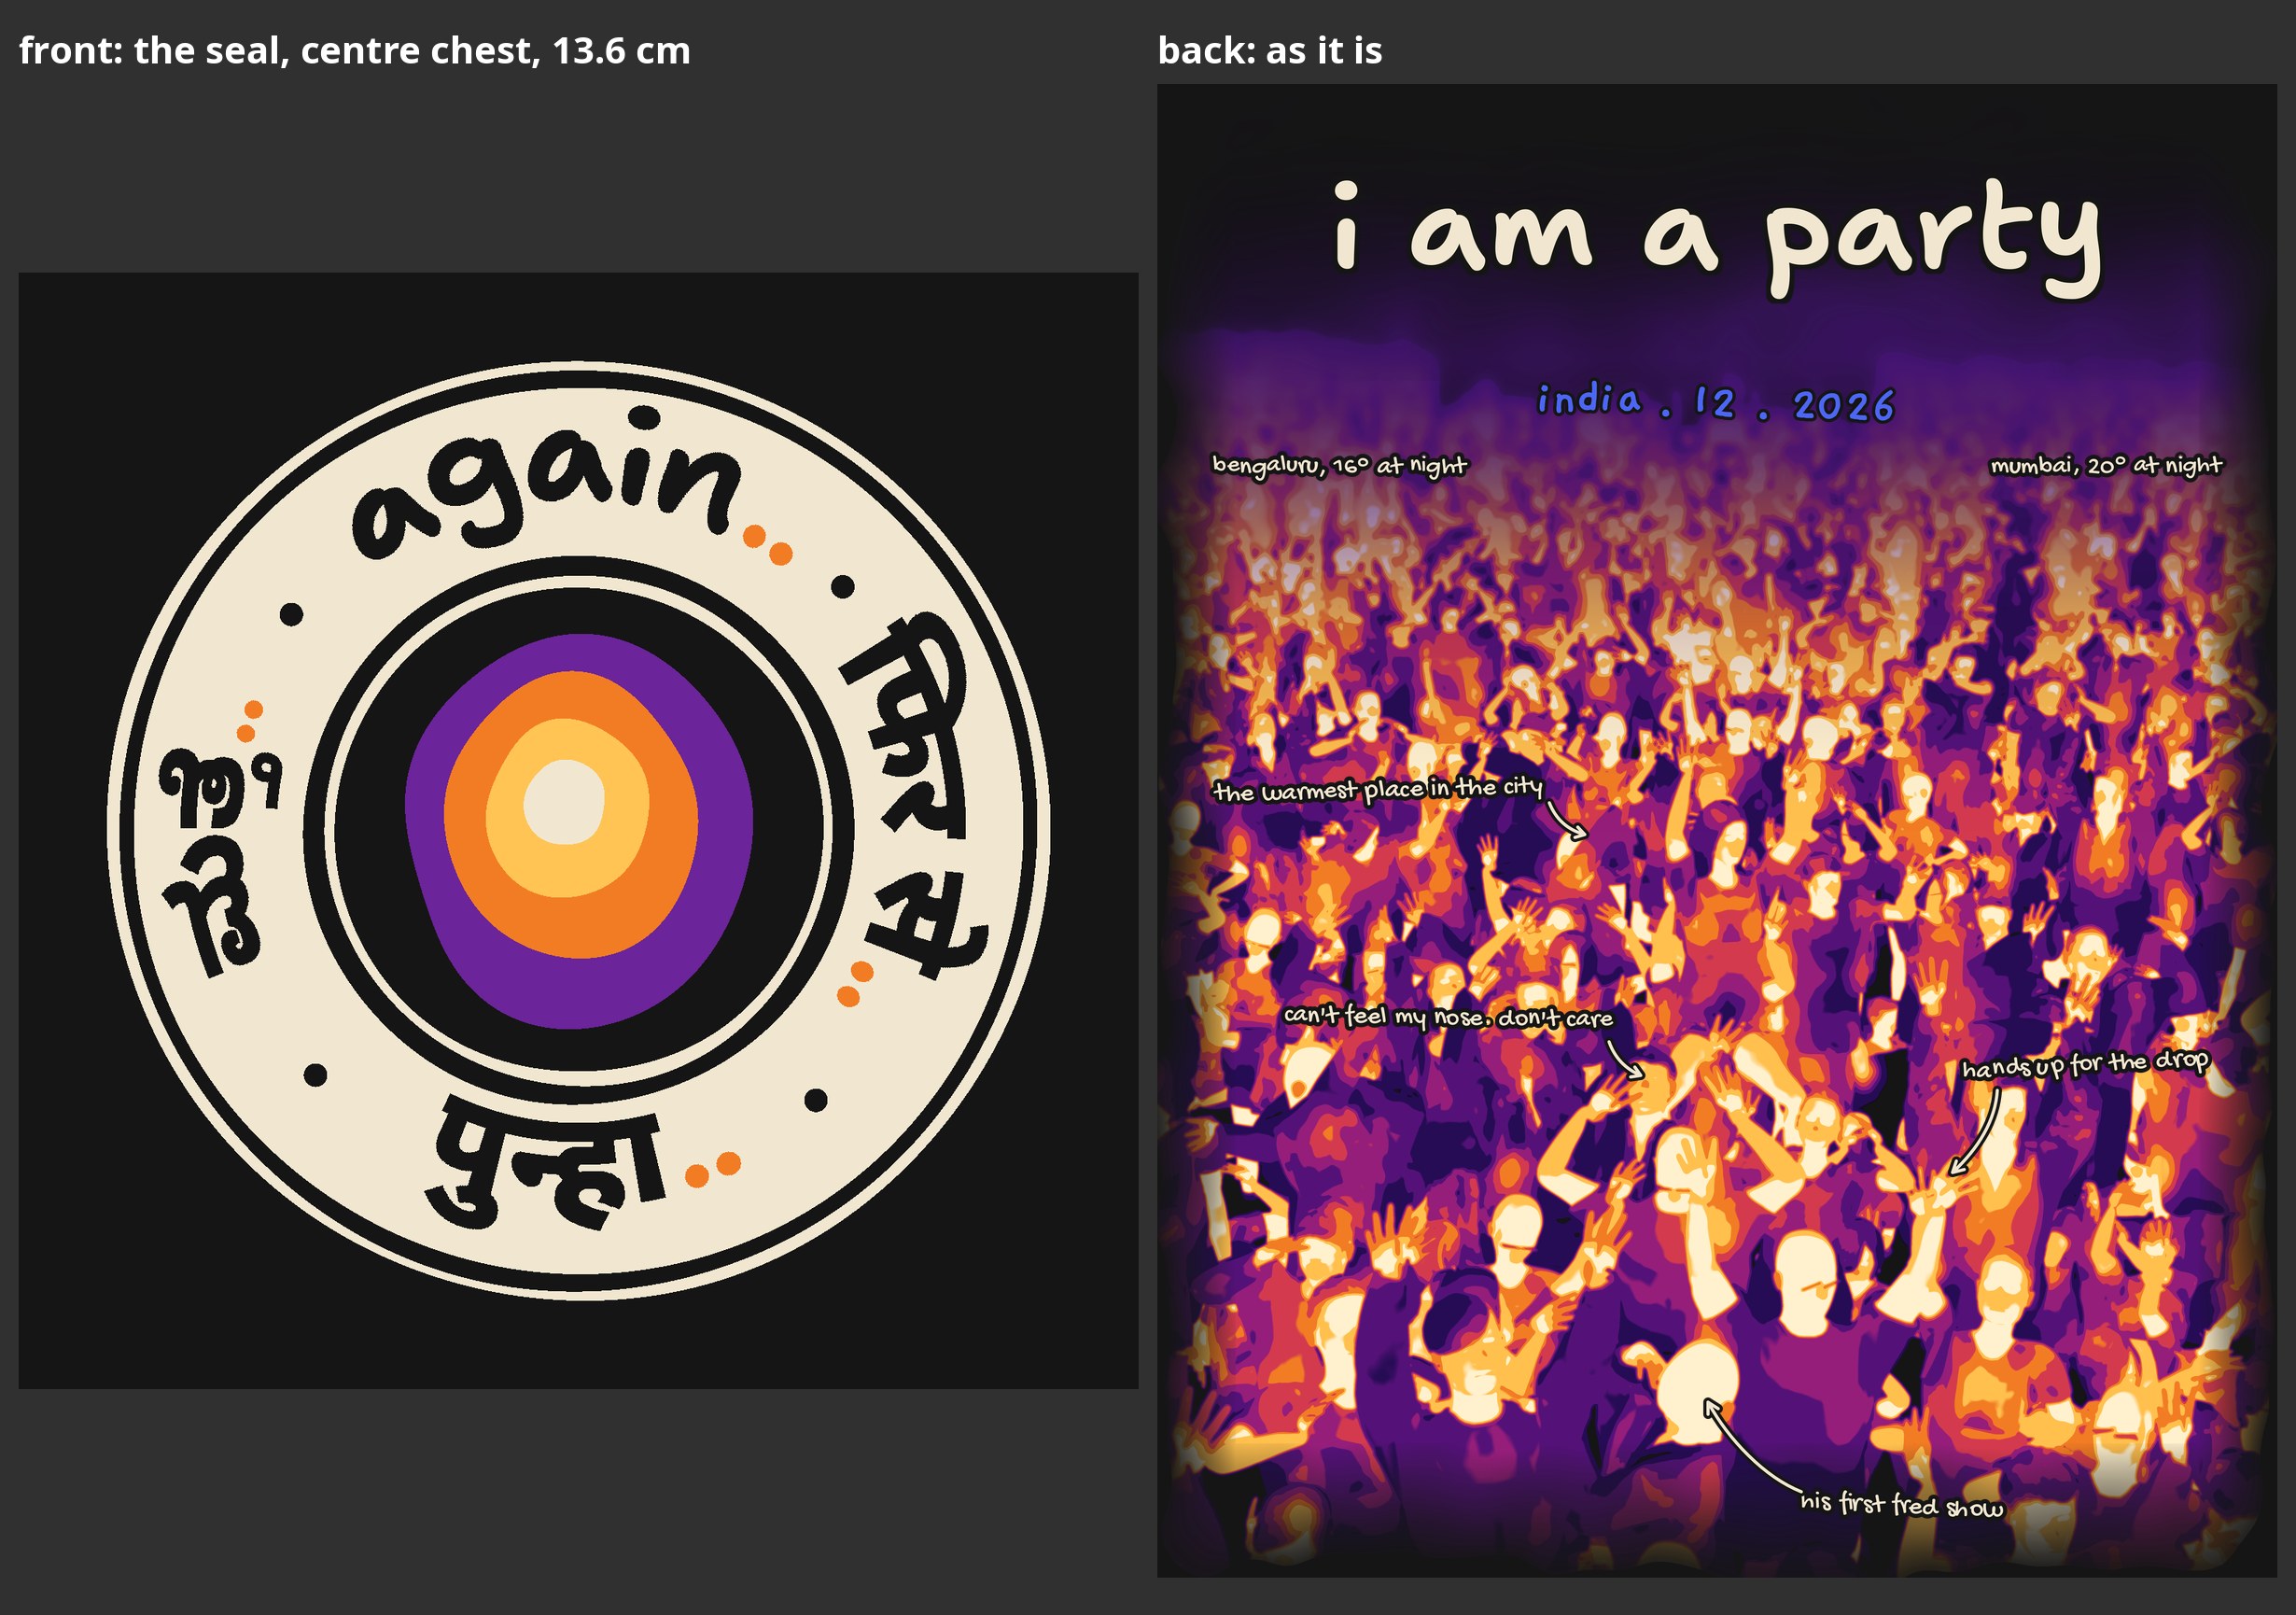 front: the seal, centre chest, 13.6 cm
again..
फिर से..
पुन्हा..
ಮತ್ತೆ..
back: as it is
i am a party
india . 12 . 2026
bengaluru, 16° at night
mumbai, 20° at night
the warmest place in the city
can't feel my nose. don't care
hands up for the drop
his first fred show